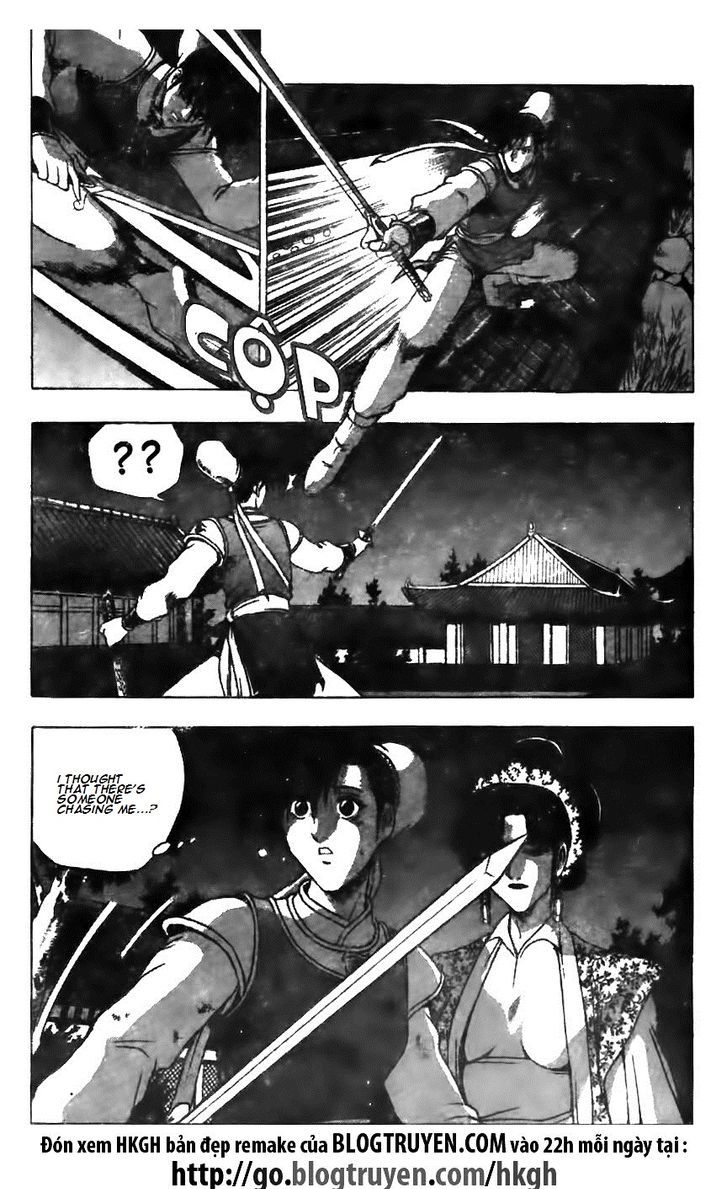 CỘP
??
I THOUGHT
THAT THERE'S
SOMEONE
CHASING ME...?
Đón xem HKGH bản đẹp remake của BLOGTRUYEN.COM vào 22h mỗi ngày tại :
http://go.blogtruyen.com/hkgh